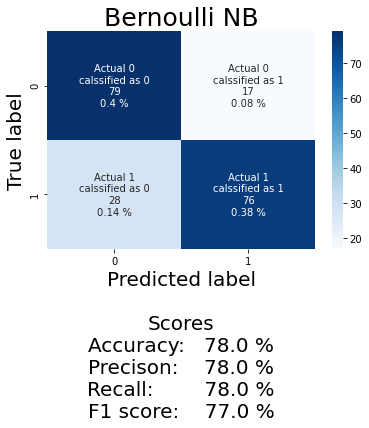 Bernoulli NB
Actual 0
calssified as 0
79
0.4 %
Actual 0
calssified as 1
17
0.08 %
Actual 1
calssified as 0
28
0.14 %
Actual 1
calssified as 1
76
0.38 %
True label
0
1
0
1
Predicted label
70
60
50
40
30
20
Scores
Accuracy: 78.0 %
Precison: 78.0 %
Recall: 78.0 %
F1 score: 77.0 %